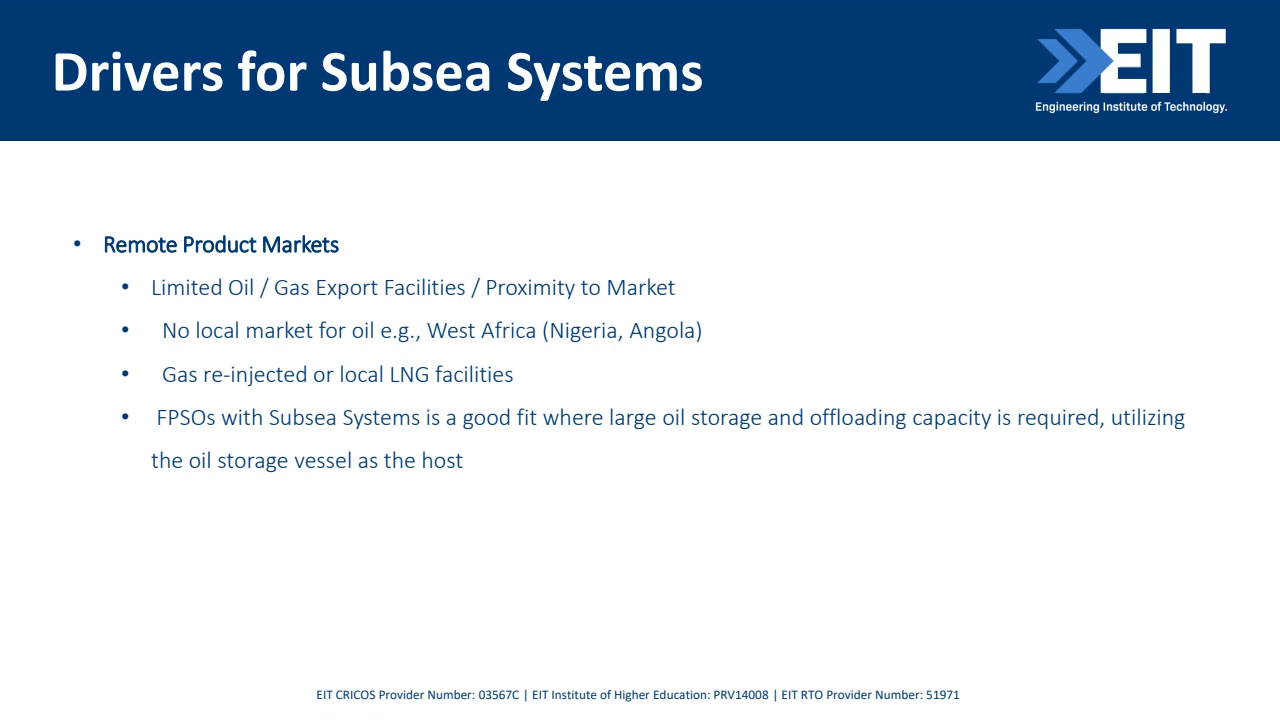 Drivers for Subsea Systems
EIT
Engineering Institute of Technology.
• Remote Product Markets
• Limited Oil / Gas Export Facilities / Proximity to Market
• No local market for oil e.g., West Africa (Nigeria, Angola)
• Gas re-injected or local LNG facilities
• FPSOs with Subsea Systems is a good fit where large oil storage and offloading capacity is required, utilizing
the oil storage vessel as the host
EIT CRICOS Provider Number: 03567C | EIT Institute of Higher Education: PRV14008 | EIT RTO Provider Number: 51971